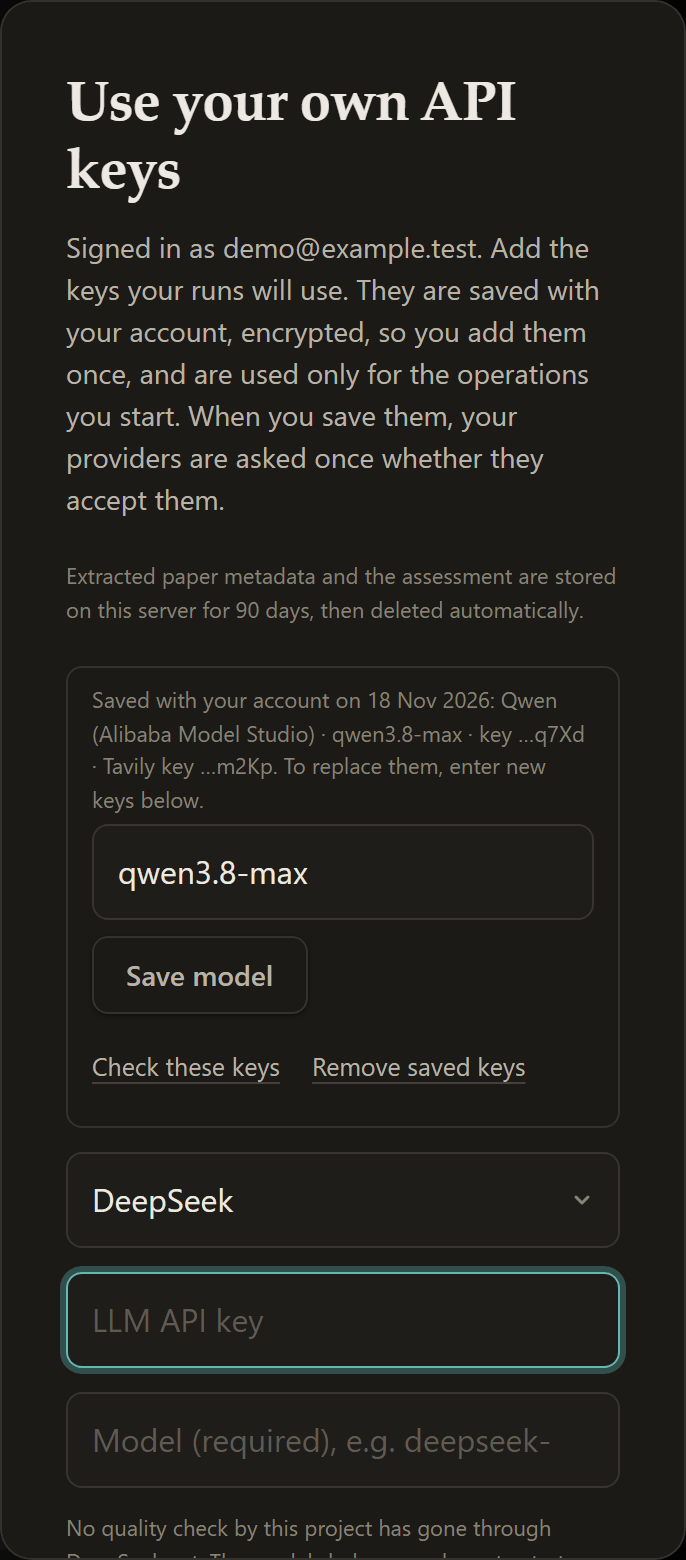 Use your own API
keys
Signed in as demo@example.test. Add the
keys your runs will use. They are saved with
your account, encrypted, so you add them
once, and are used only for the operations
you start. When you save them, your
providers are asked once whether they
accept them.
Extracted paper metadata and the assessment are stored
on this server for 90 days, then deleted automatically.
Saved with your account on 18 Nov 2026: Qwen
(Alibaba Model Studio) · qwen3.8-max · key …q7Xd
· Tavily key …m2Kp. To replace them, enter new
keys below.
qwen3.8-max
Save model
Check these keys Remove saved keys
DeepSeek
LLM API key
Model (required), e.g. deepseek-
No quality check by this project has gone through